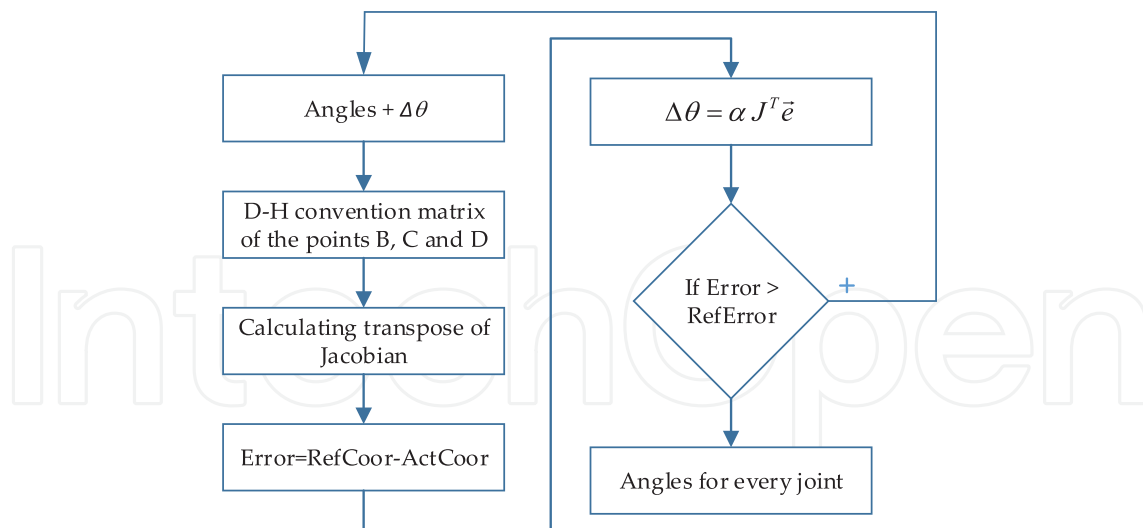 Angles + Δθ
D-H convention matrix
of the points B, C and D
Calculating transpose of
Jacobian
Error=RefCoor-ActCoor
Δθ = α Jᵀ e⃗
If Error >
RefError
+
Angles for every joint
IntechOpen